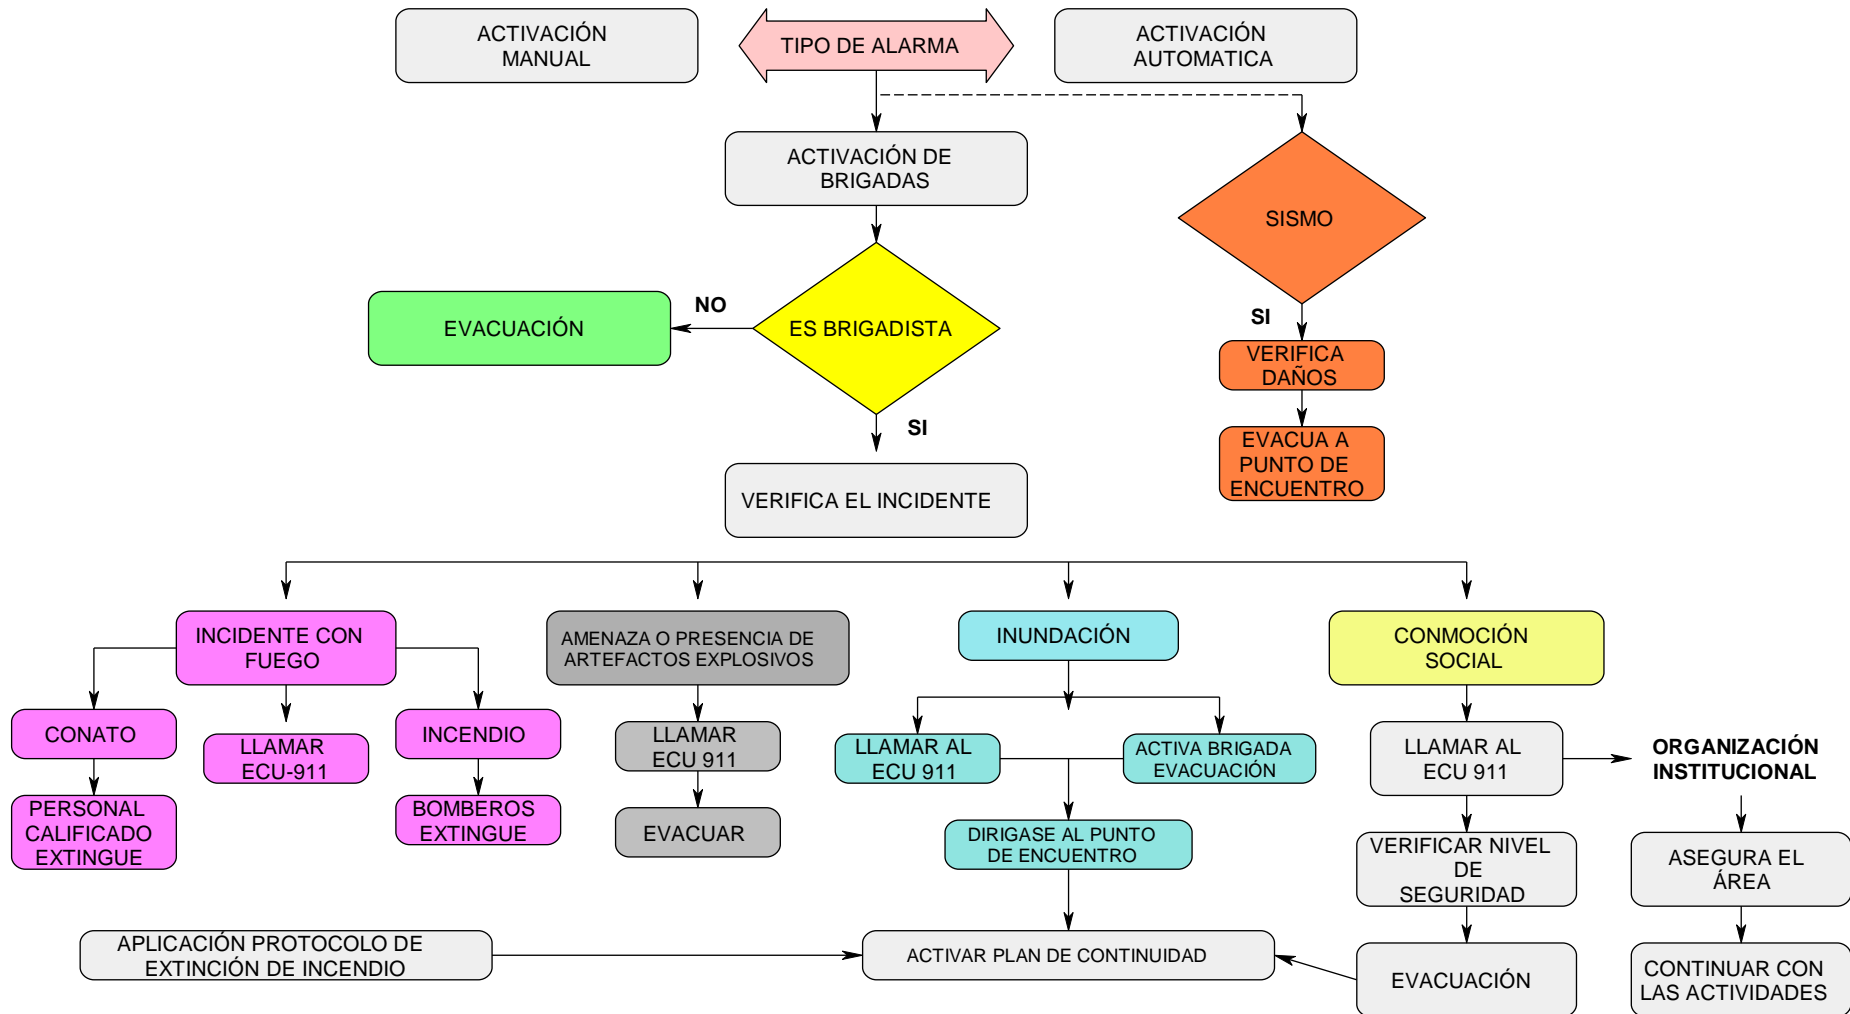 ACTIVACIÓN
MANUAL
TIPO DE ALARMA
ACTIVACIÓN
AUTOMATICA
ACTIVACIÓN DE
BRIGADAS
SISMO
NO
EVACUACIÓN
ES BRIGADISTA
SI
VERIFICA
DAÑOS
SI
EVACUA A
PUNTO DE
ENCUENTRO
VERIFICA EL INCIDENTE
INCIDENTE CON
FUEGO
AMENAZA O PRESENCIA DE
ARTEFACTOS EXPLOSIVOS
INUNDACIÓN
CONMOCIÓN
SOCIAL
CONATO
LLAMAR
ECU-911
INCENDIO
LLAMAR
ECU 911
LLAMAR AL
ECU 911
ACTIVA BRIGADA
EVACUACIÓN
LLAMAR AL
ECU 911
ORGANIZACIÓN
INSTITUCIONAL
PERSONAL
CALIFICADO
EXTINGUE
BOMBEROS
EXTINGUE
EVACUAR
DIRIGASE AL PUNTO
DE ENCUENTRO
VERIFICAR NIVEL
DE
SEGURIDAD
ASEGURA EL
ÁREA
APLICACIÓN PROTOCOLO DE
EXTINCIÓN DE INCENDIO
ACTIVAR PLAN DE CONTINUIDAD
EVACUACIÓN
CONTINUAR CON
LAS ACTIVIDADES